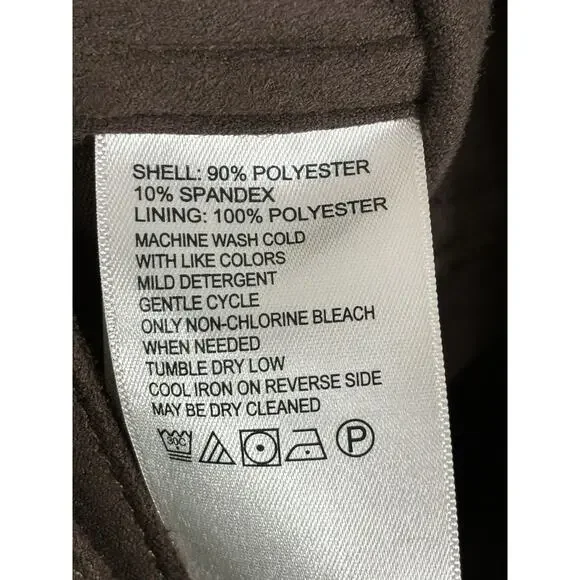 SHELL: 90% POLYESTER
10% SPANDEX
LINING: 100% POLYESTER
MACHINE WASH COLD
WITH LIKE COLORS
MILD DETERGENT
GENTLE CYCLE
ONLY NON-CHLORINE BLEACH
WHEN NEEDED
TUMBLE DRY LOW
COOL IRON ON REVERSE SIDE
MAY BE DRY CLEANED
30C P